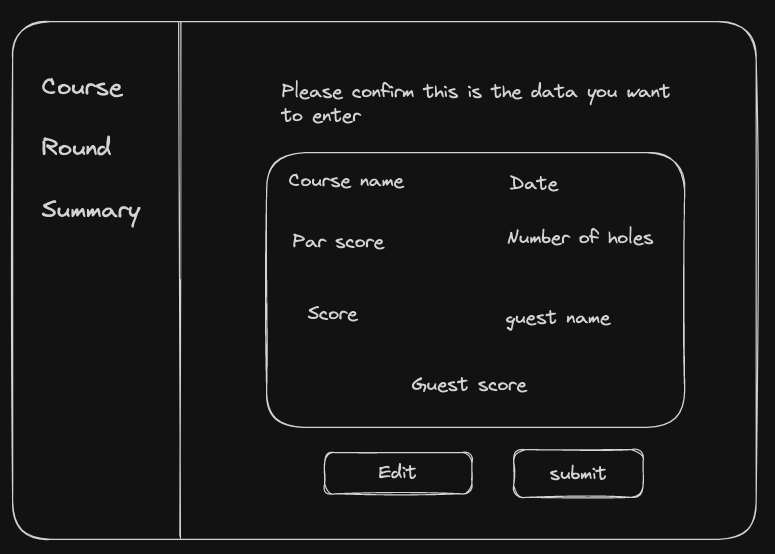 Course
Round
Summary
Please confirm this is the data you want
to enter
Course name
Date
Par score
Number of holes
Score
guest name
Guest score
Edit
submit